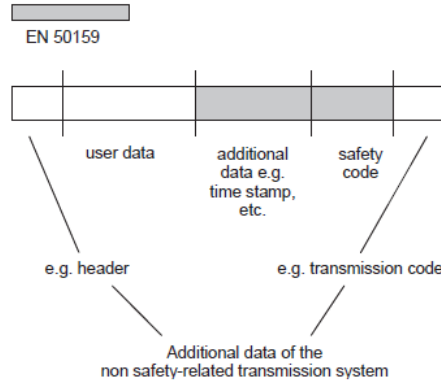 EN 50159
user data
additional
data e.g.
time stamp,
etc.
safety
code
e.g. header
e.g. transmission code
Additional data of the
non safety-related transmission system